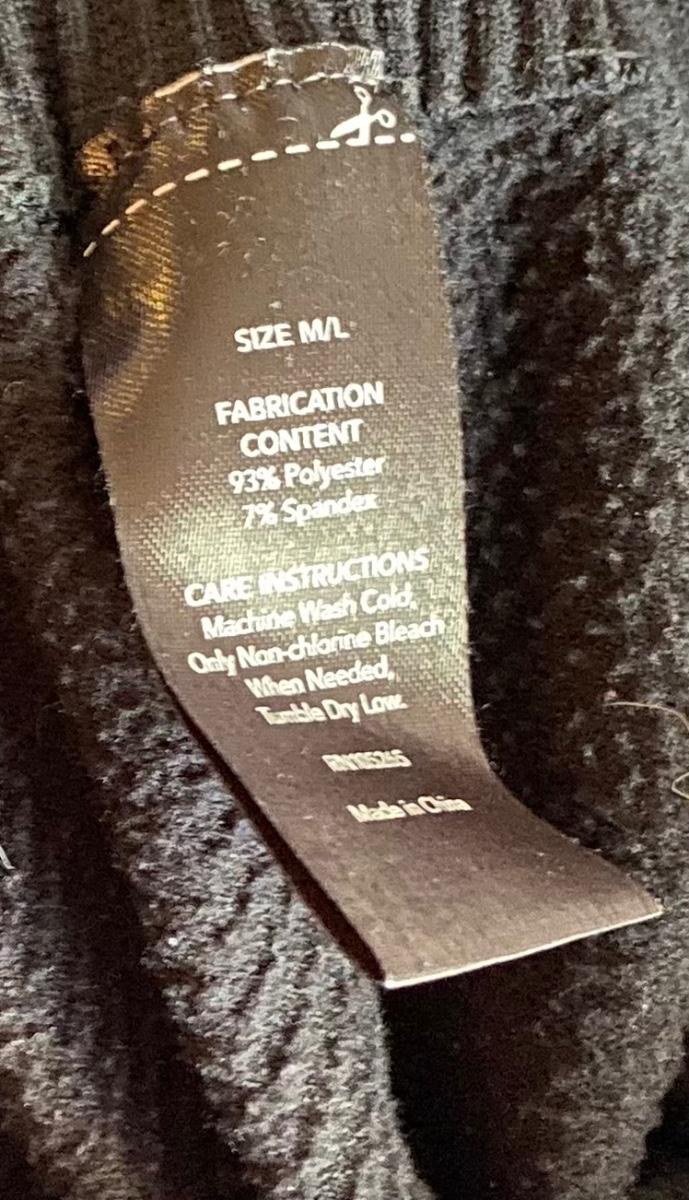 SIZE M/L
FABRICATION
CONTENT
93% Polyester
7% Spandex
CARE INSTRUCTIONS
Machine Wash Cold,
Only Non-chlorine Bleach
When Needed,
Tumble Dry Low.
Made in China